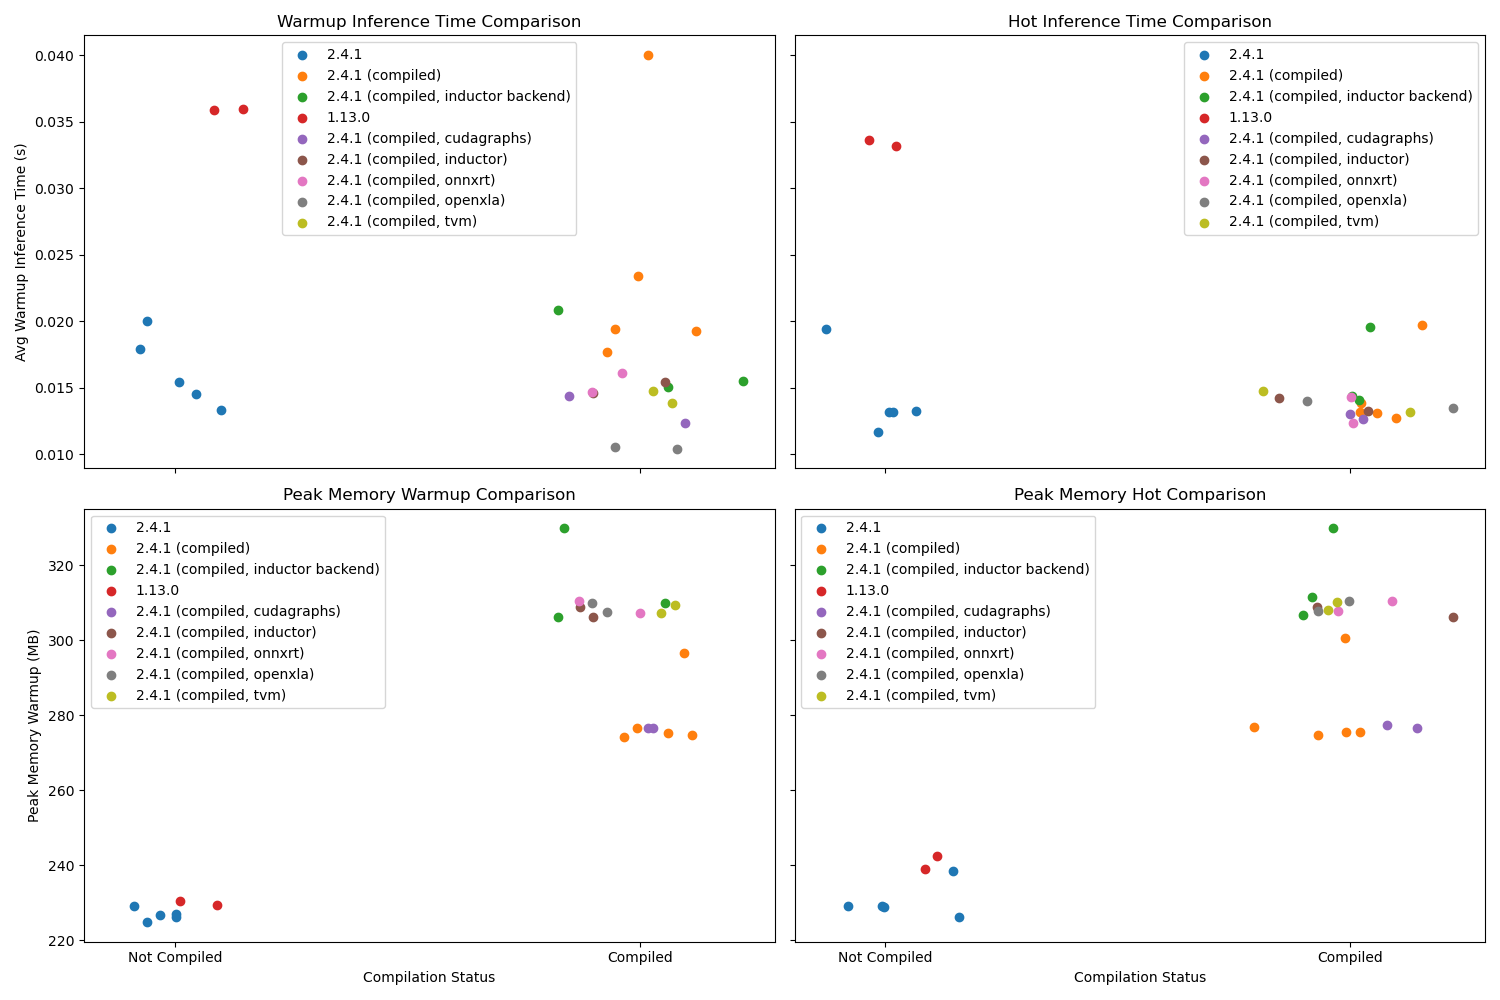 Warmup Inference Time Comparison
Avg Warmup Inference Time (s)
0.040
0.035
0.030
0.025
0.020
0.015
0.010
2.4.1
2.4.1 (compiled)
2.4.1 (compiled, inductor backend)
1.13.0
2.4.1 (compiled, cudagraphs)
2.4.1 (compiled, inductor)
2.4.1 (compiled, onnxrt)
2.4.1 (compiled, openxla)
2.4.1 (compiled, tvm)
Hot Inference Time Comparison
2.4.1
2.4.1 (compiled)
2.4.1 (compiled, inductor backend)
1.13.0
2.4.1 (compiled, cudagraphs)
2.4.1 (compiled, inductor)
2.4.1 (compiled, onnxrt)
2.4.1 (compiled, openxla)
2.4.1 (compiled, tvm)
Peak Memory Warmup Comparison
Peak Memory Warmup (MB)
320
300
280
260
240
220
2.4.1
2.4.1 (compiled)
2.4.1 (compiled, inductor backend)
1.13.0
2.4.1 (compiled, cudagraphs)
2.4.1 (compiled, inductor)
2.4.1 (compiled, onnxrt)
2.4.1 (compiled, openxla)
2.4.1 (compiled, tvm)
Not Compiled
Compiled
Compilation Status
Peak Memory Hot Comparison
2.4.1
2.4.1 (compiled)
2.4.1 (compiled, inductor backend)
1.13.0
2.4.1 (compiled, cudagraphs)
2.4.1 (compiled, inductor)
2.4.1 (compiled, onnxrt)
2.4.1 (compiled, openxla)
2.4.1 (compiled, tvm)
Not Compiled
Compiled
Compilation Status